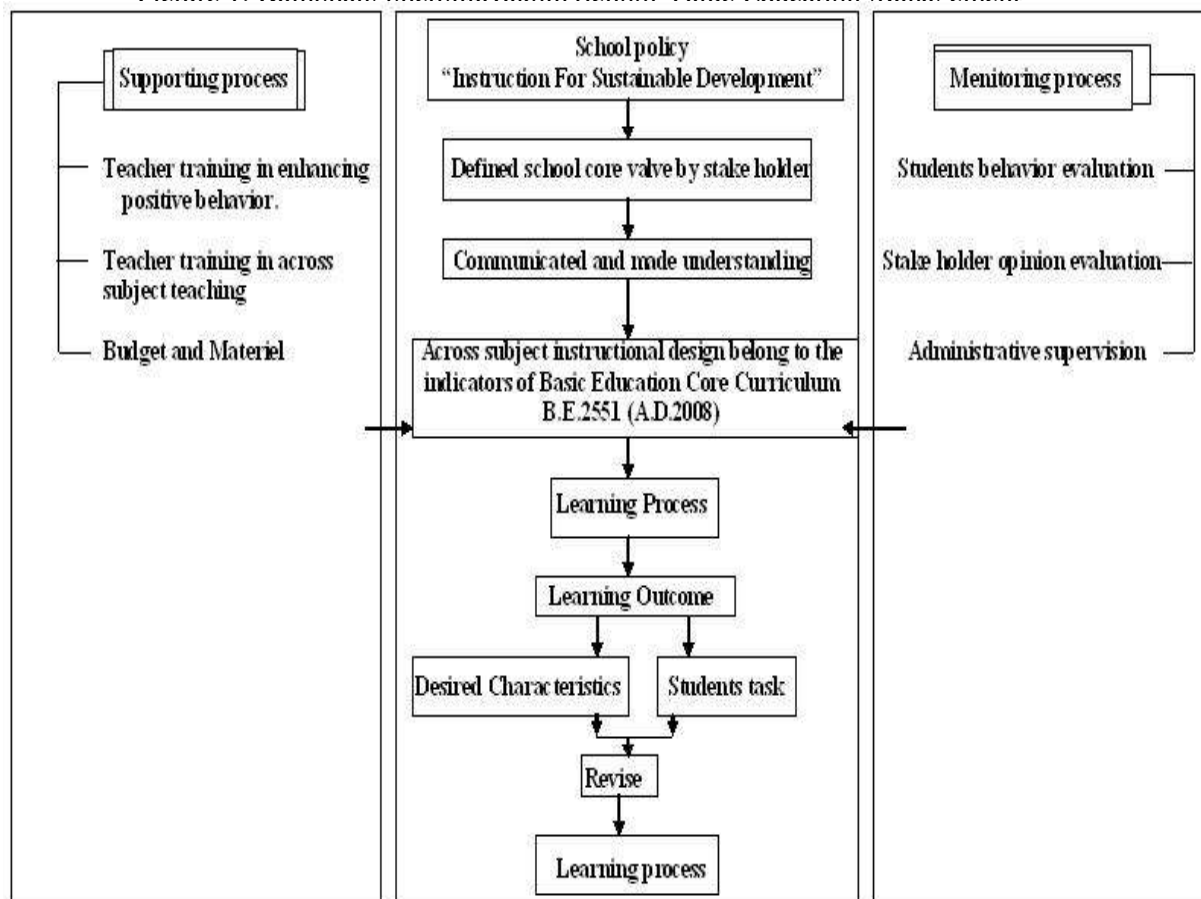 Supporting process
Teacher training in enhancing
positive behavior.
Teacher training in across
subject teaching
Budget and Materiel
School policy
“Instruction For Sustainable Development”
Defined school core valve by stake holder
Communicated and made understanding
Across subject instructional design belong to the
indicators of Basic Education Core Curriculum
B.E.2551 (A.D.2008)
Learning Process
Learning Outcome
Desired Characteristics
Students task
Revise
Learning process
Menitoring process
Students behavior evaluation
Stake holder opinion evaluation
Administrative supervision